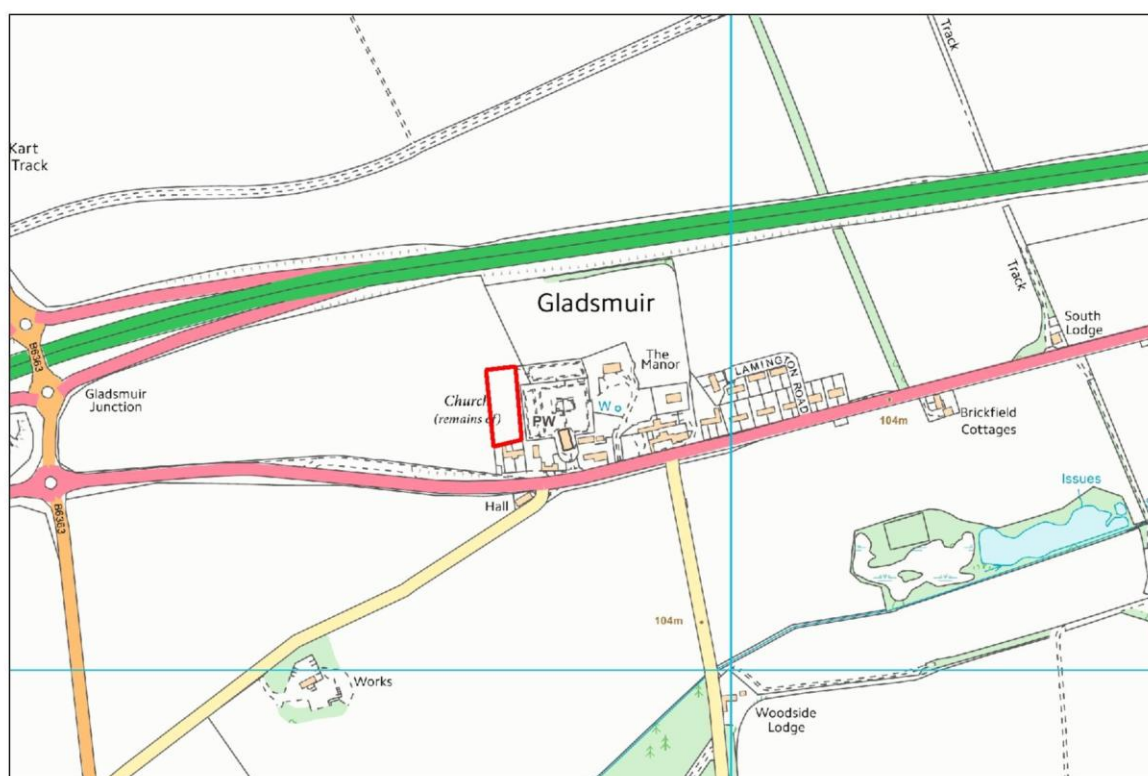 Track
Kart
Track
Gladsmuir
Track
South
Lodge
The
Manor
LAMINGTON ROAD
B6363
Gladsmuir
Junction
Church
(remains of)
PW
W
104m
Brickfield
Cottages
Issues
Hall
B6363
104m
Works
Woodside
Lodge